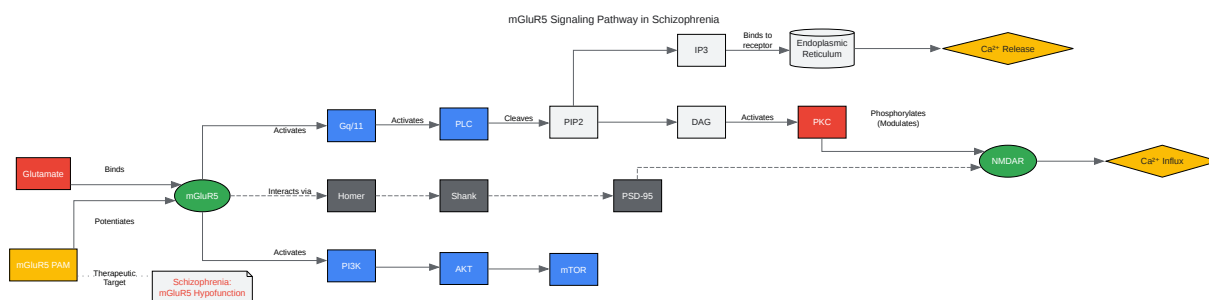 mGluR5 Signaling Pathway in Schizophrenia
IP3
Binds to
receptor
Endoplasmic
Reticulum
Ca²⁺ Release
Gq/11
Activates
Activates
PLC
Cleaves
PIP2
DAG
Activates
PKC
Phosphorylates
(Modulates)
NMDAR
Ca²⁺ Influx
Glutamate
Binds
mGluR5
Interacts via
Homer
Shank
PSD-95
Potentiates
mGluR5 PAM
Therapeutic
Target
Schizophrenia:
mGluR5 Hypofunction
Activates
PI3K
AKT
mTOR